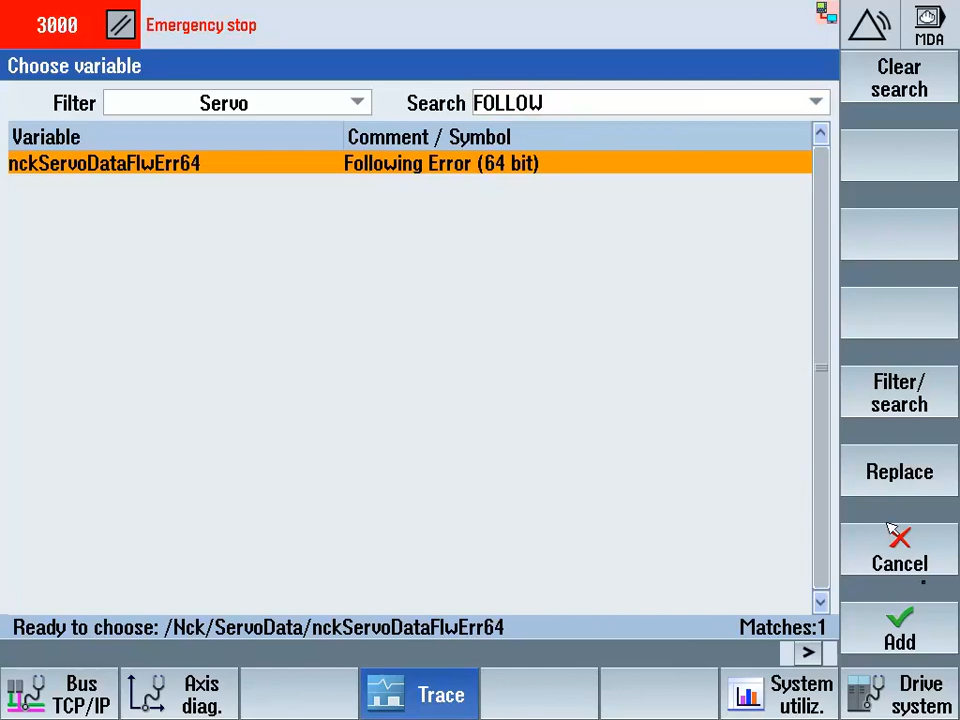 3000
Emergency stop
MDA
Choose variable
Clear
search
Filter
Servo
Search
FOLLOW
Variable
Comment / Symbol
nckServoDataFlwErr64
Following Error (64 bit)
Filter/
search
Replace
Cancel
Ready to choose: /Nck/ServoData/nckServoDataFlwErr64
Matches:1
Add
>
Bus
TCP/IP
Axis
diag.
Trace
System
utiliz.
Drive
system